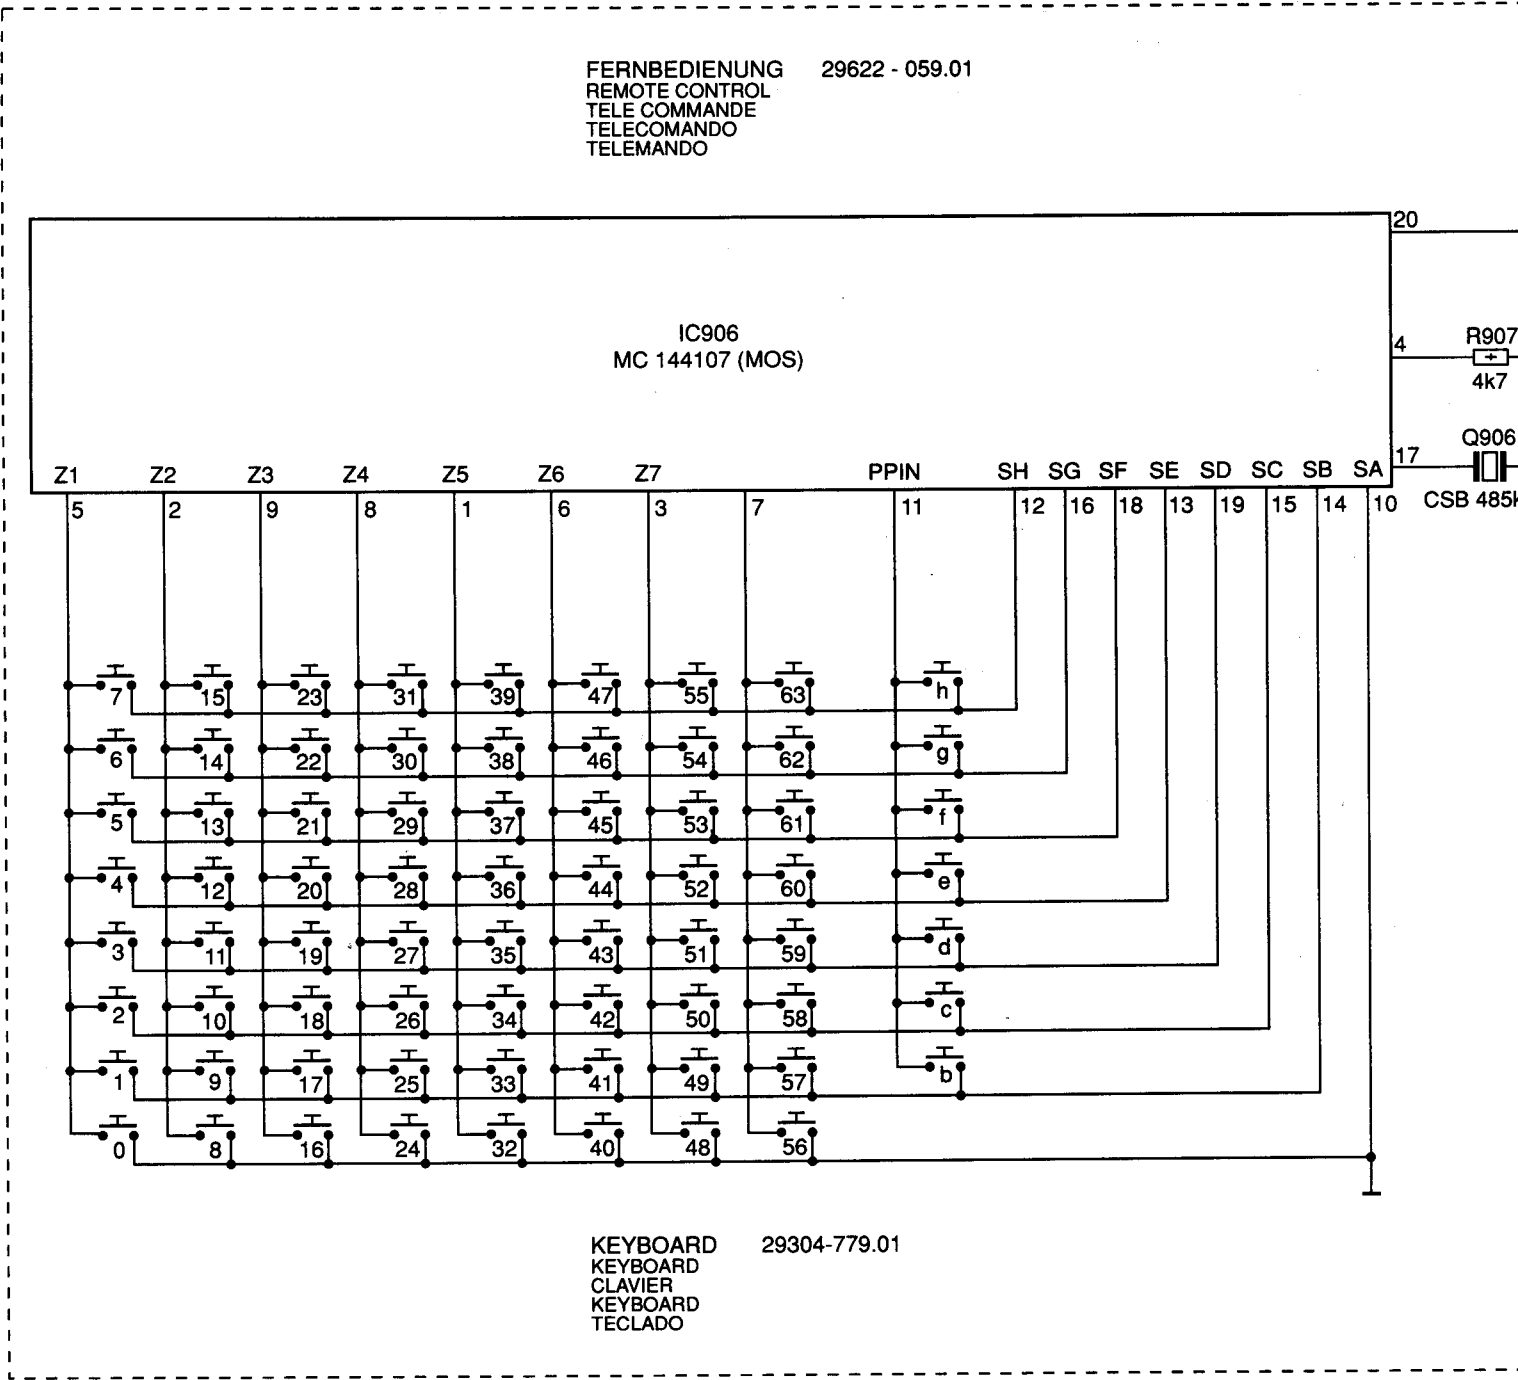 FERNBEDIENUNG 29622 - 059.01
REMOTE CONTROL
TELE COMMANDE
TELECOMANDO
TELEMANDO
20
IC906
MC 144107 (MOS)
4
R907
4k7
Q906
17
CSB 485k
Z1 Z2 Z3 Z4 Z5 Z6 Z7 PPIN SH SG SF SE SD SC SB SA
5 2 9 8 1 6 3 7 11 12 16 18 13 19 15 14 10
7 15 23 31 39 47 55 63 h
6 14 22 30 38 46 54 62 g
5 13 21 29 37 45 53 61 f
4 12 20 28 36 44 52 60 e
3 11 19 27 35 43 51 59 d
2 10 18 26 34 42 50 58 c
1 9 17 25 33 41 49 57 b
0 8 16 24 32 40 48 56
KEYBOARD 29304-779.01
KEYBOARD
CLAVIER
KEYBOARD
TECLADO